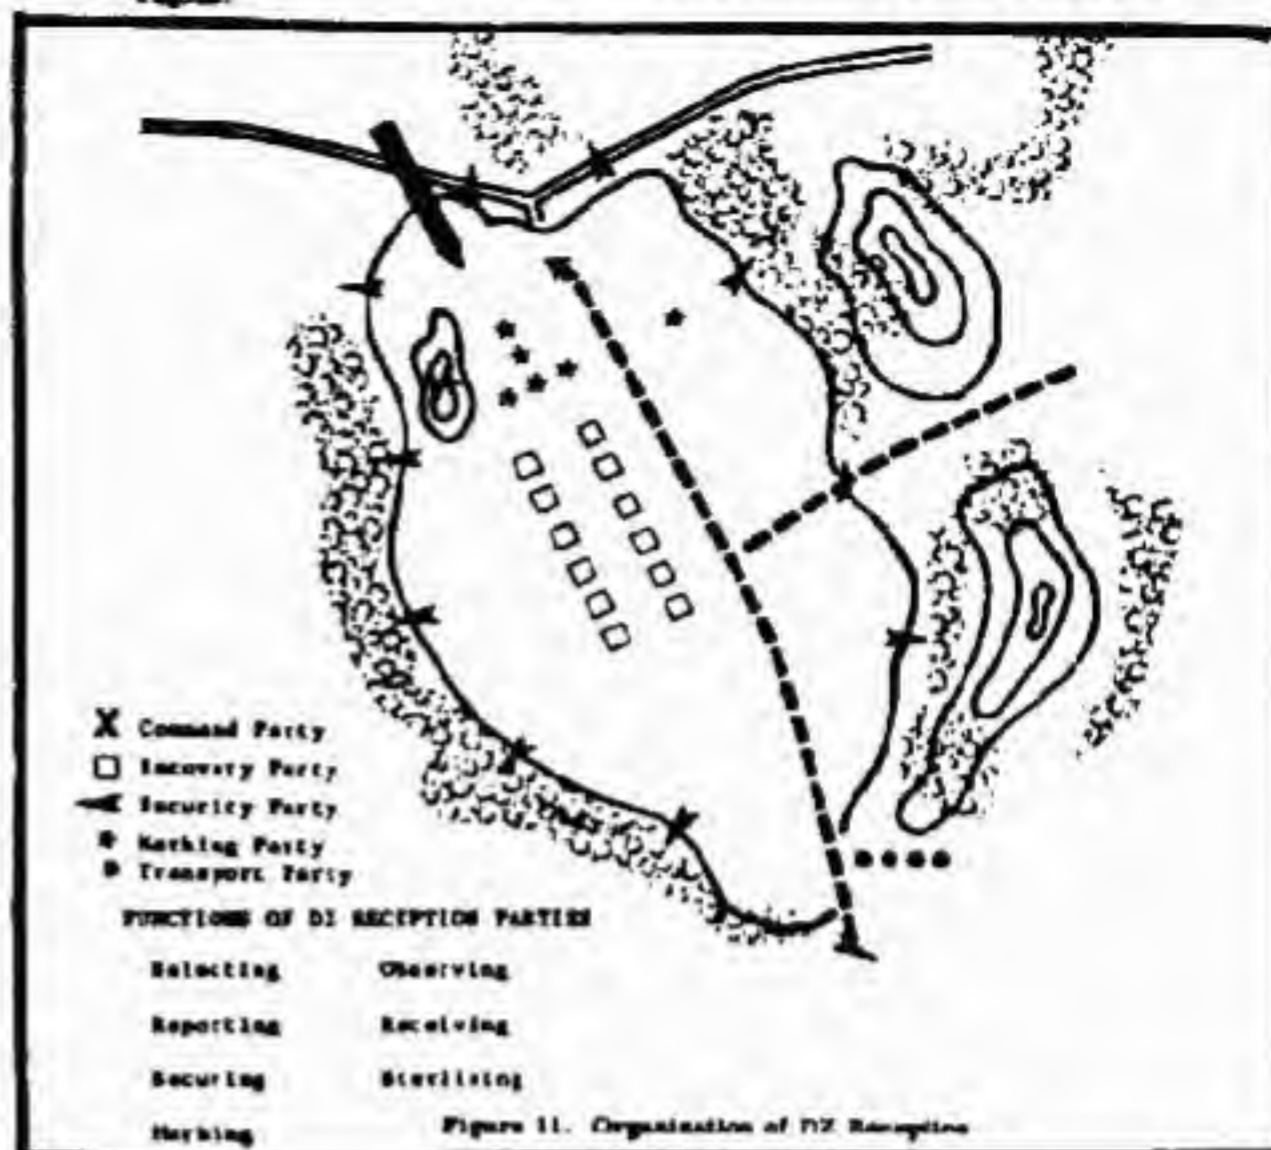 X Command Party
Recovery Party
Security Party
Marking Party
Transport Party
FUNCTIONS OF DZ RECEPTION PARTIES
Selecting Observing
Reporting Receiving
Securing Sterilizing
Marking
Figure 11. Organization of DZ Reception